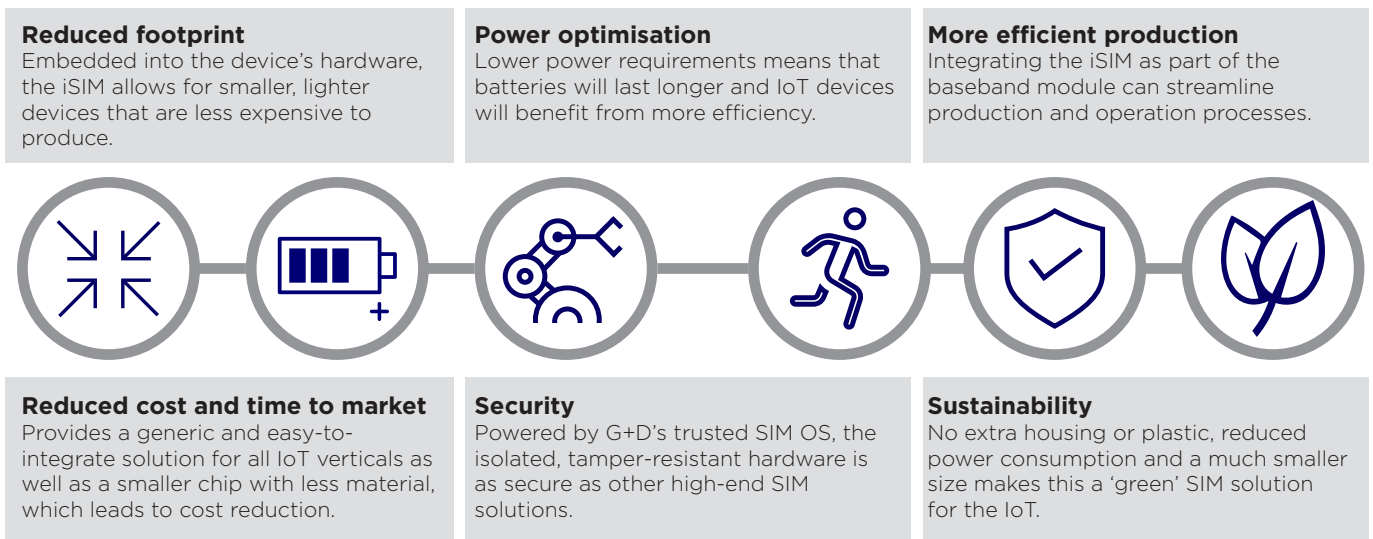 Reduced footprint
Embedded into the device's hardware,
the iSIM allows for smaller, lighter
devices that are less expensive to
produce.
Power optimisation
Lower power requirements means that
batteries will last longer and IoT devices
will benefit from more efficiency.
More efficient production
Integrating the iSIM as part of the
baseband module can streamline
production and operation processes.
Reduced cost and time to market
Provides a generic and easy-to-
integrate solution for all IoT verticals as
well as a smaller chip with less material,
which leads to cost reduction.
Security
Powered by G+D's trusted SIM OS, the
isolated, tamper-resistant hardware is
as secure as other high-end SIM
solutions.
Sustainability
No extra housing or plastic, reduced
power consumption and a much smaller
size makes this a ‘green’ SIM solution
for the IoT.